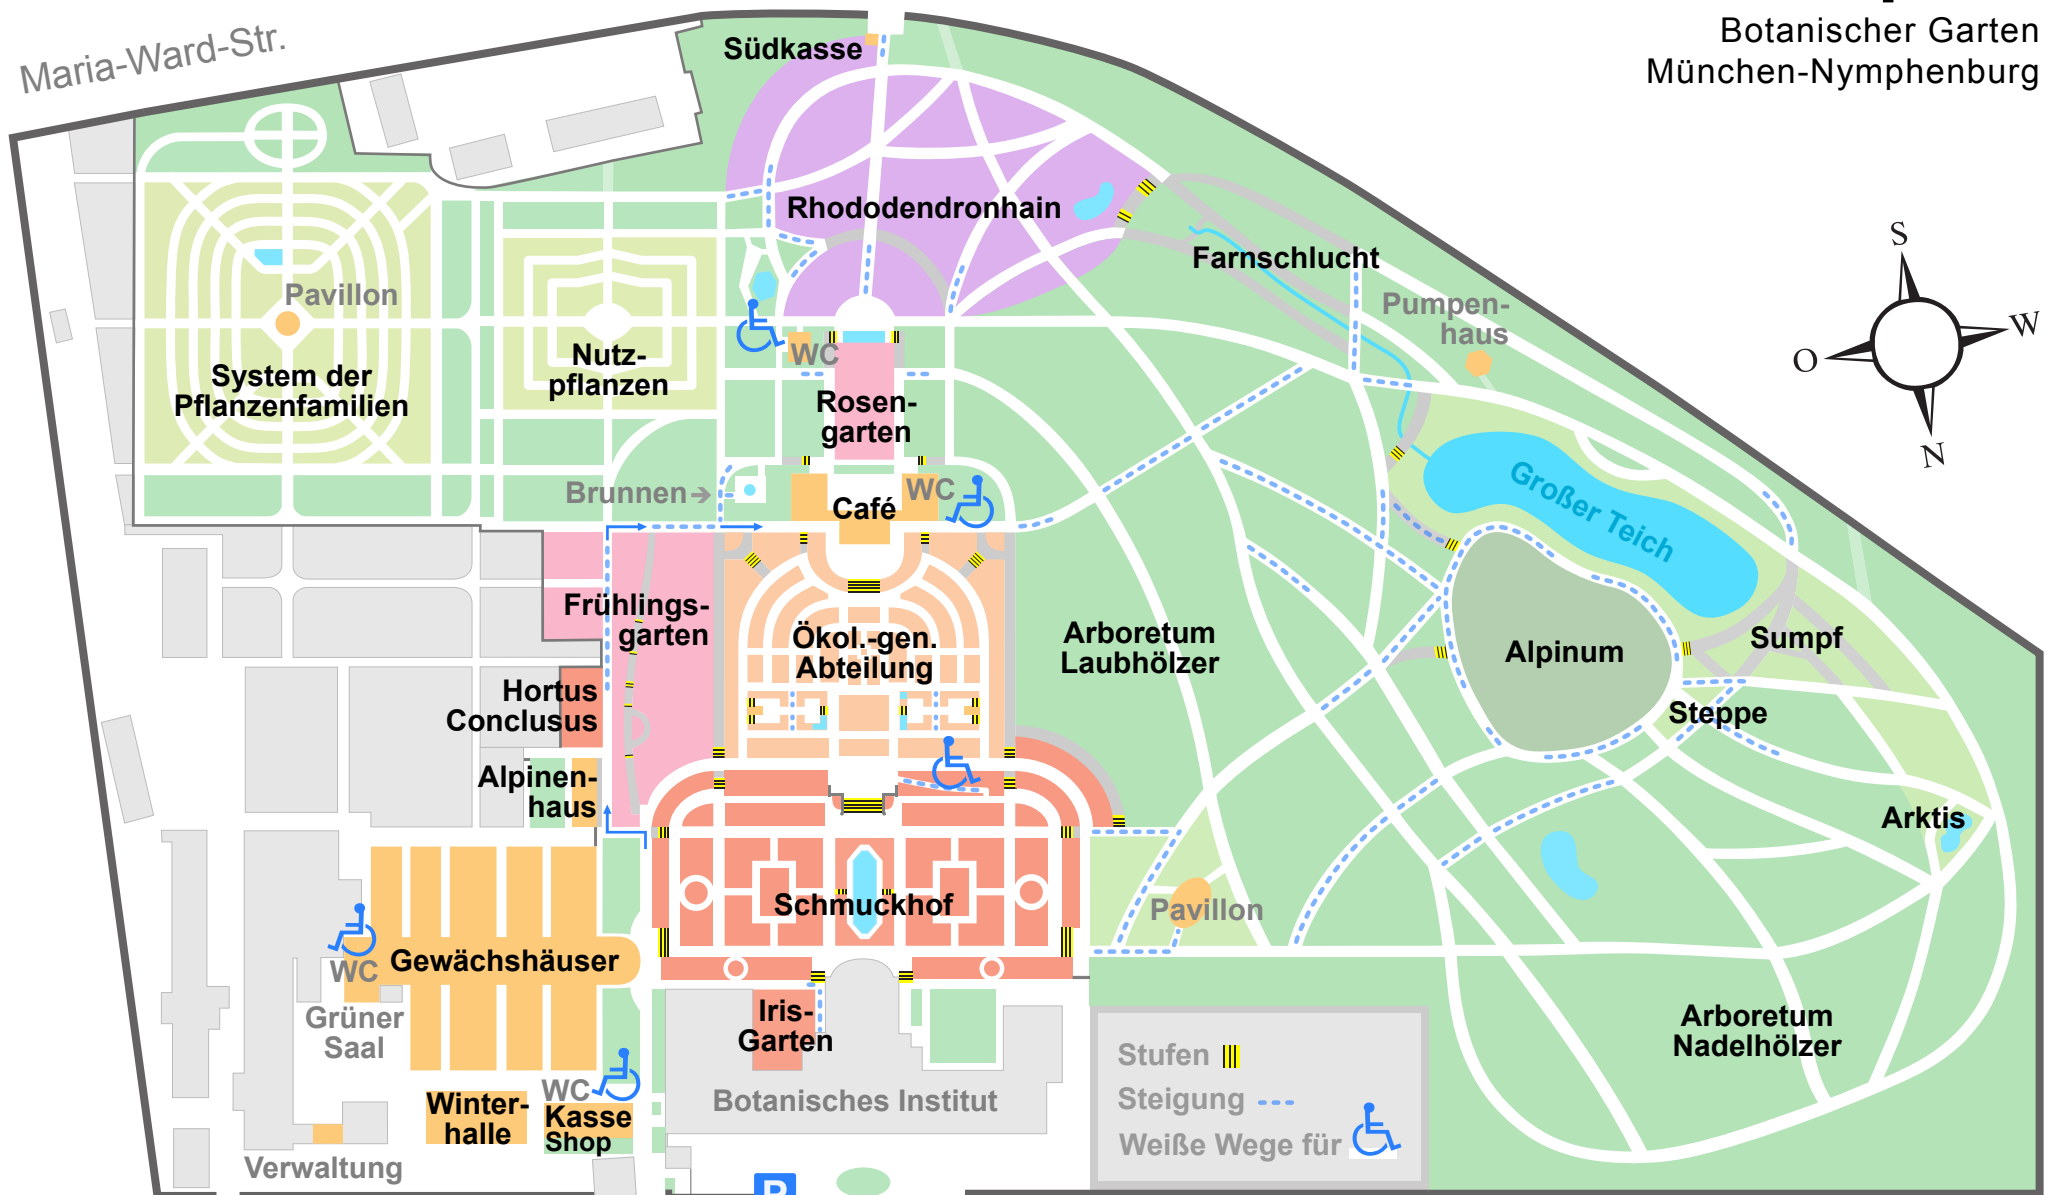 Maria-Ward-Str.
Botanischer Garten
München-Nymphenburg
Südkasse
Rhododendronhain
Farnschlucht
S
W
O
N
Pumpen-
haus
Pavillon
System der
Pflanzenfamilien
Nutz-
pflanzen
WC
Rosen-
garten
Brunnen
WC
Café
Großer Teich
Frühlings-
garten
Ökol.-gen.
Abteilung
Arboretum
Laubhölzer
Alpinum
Sumpf
Steppe
Hortus
Conclusus
Alpinen-
haus
Arktis
Schmuckhof
Pavillon
Gewächshäuser
WC
Grüner
Saal
Iris-
Garten
Arboretum
Nadelhölzer
Botanisches Institut
WC
Winter-
halle
Kasse
Shop
Verwaltung
P
Stufen
Steigung
Weiße Wege für